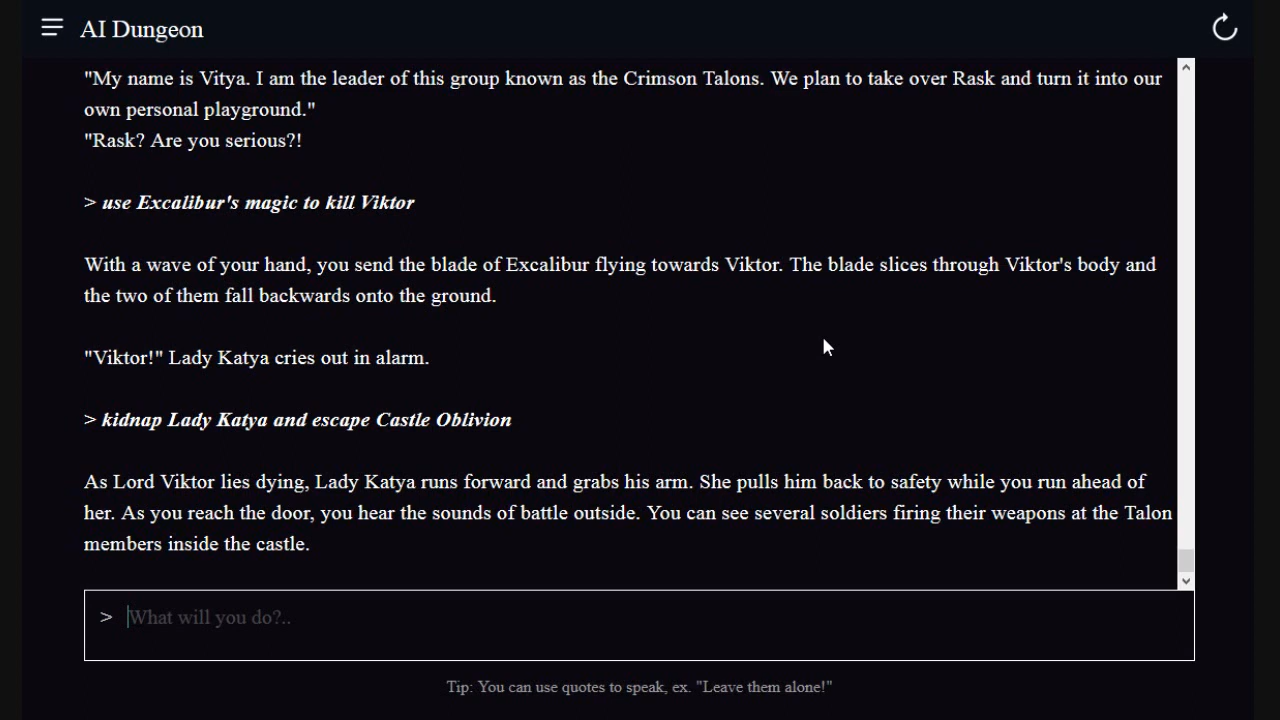 AI Dungeon
"My name is Vitya. I am the leader of this group known as the Crimson Talons. We plan to take over Rask and turn it into our
own personal playground."
"Rask? Are you serious?!
> use Excalibur's magic to kill Viktor
With a wave of your hand, you send the blade of Excalibur flying towards Viktor. The blade slices through Viktor's body and
the two of them fall backwards onto the ground.
"Viktor!" Lady Katya cries out in alarm.
> kidnap Lady Katya and escape Castle Oblivion
As Lord Viktor lies dying, Lady Katya runs forward and grabs his arm. She pulls him back to safety while you run ahead of
her. As you reach the door, you hear the sounds of battle outside. You can see several soldiers firing their weapons at the Talon
members inside the castle.
> What will you do?..
Tip: You can use quotes to speak, ex. "Leave them alone!"